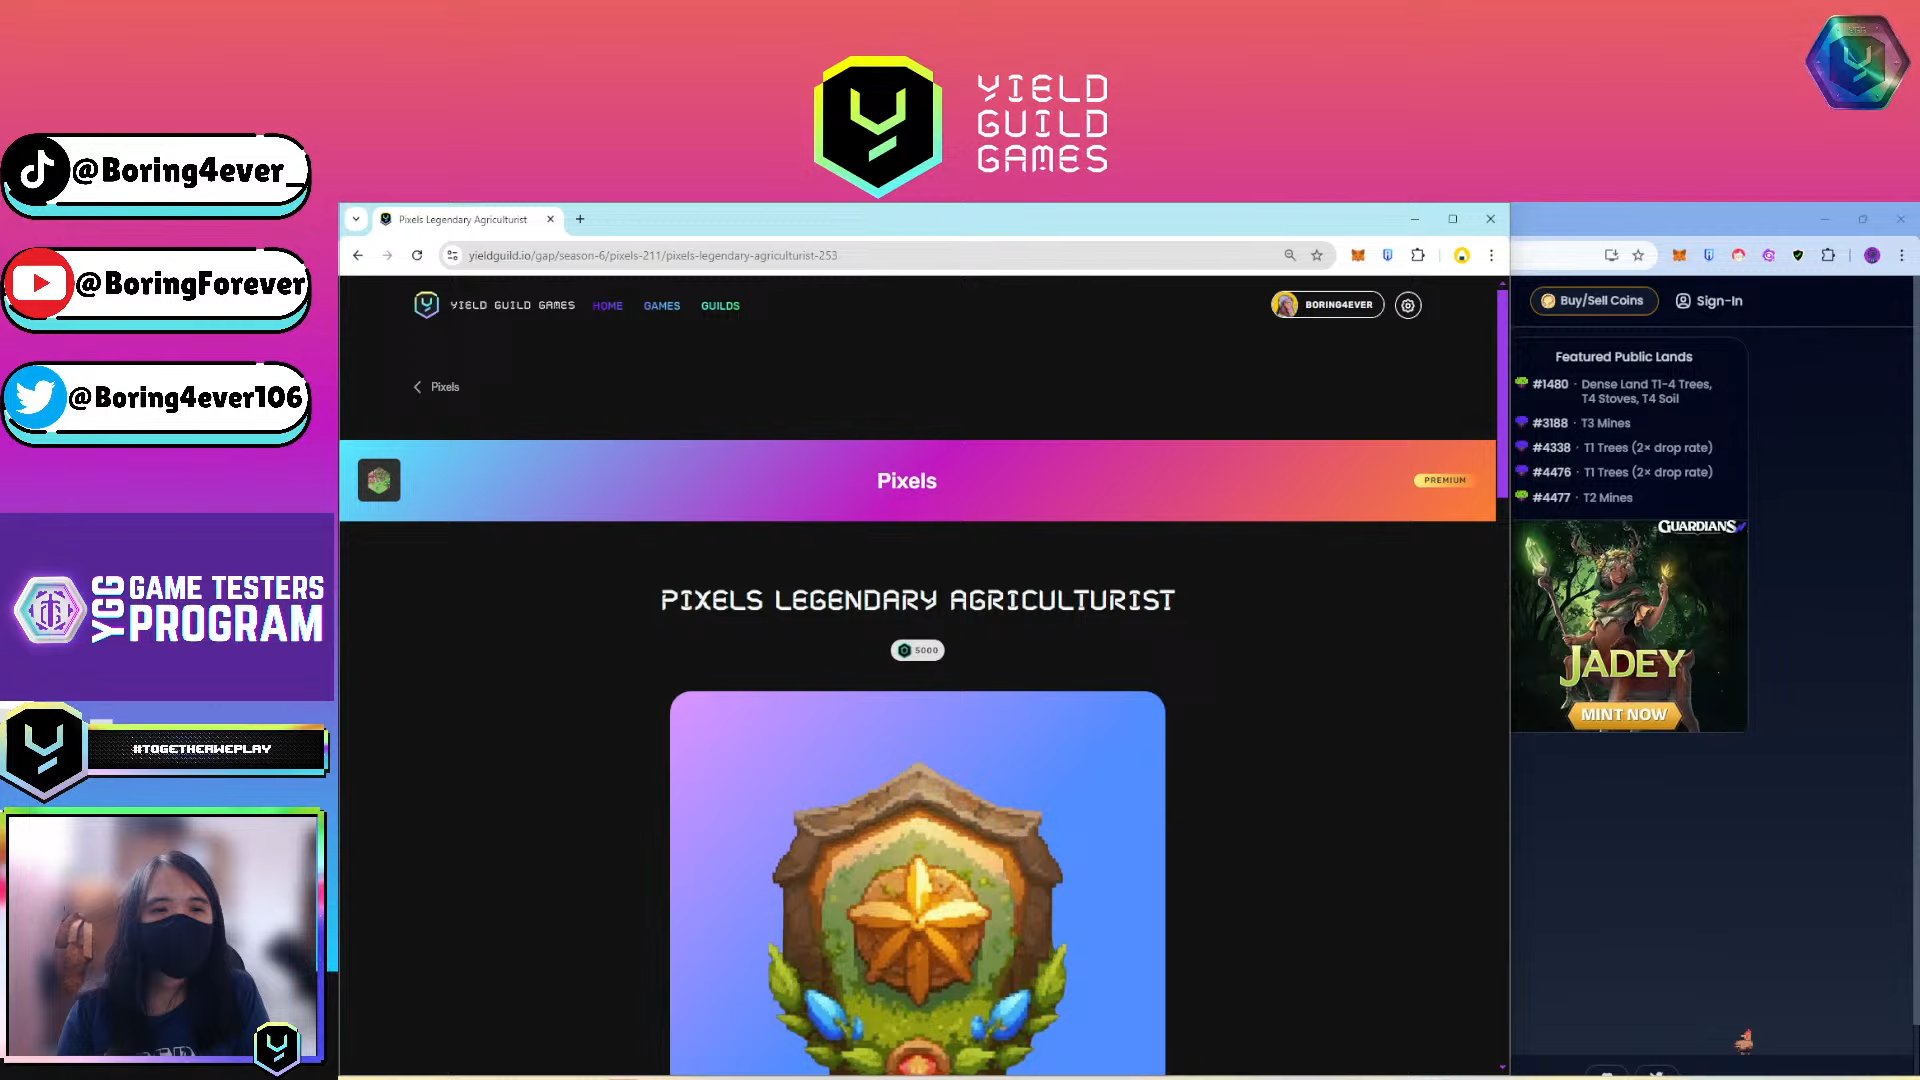 YIELD
GUILD
GAMES
@Boring4ever_
@BoringForever
@Boring4ever106
YGG GAME TESTERS
PROGRAM
#TOGETHERWEPLAY
Pixels Legendary Agriculturist
yieldguild.io/gap/season-6/pixels-211/pixels-legendary-agriculturist-253
YIELD GUILD GAMES HOME GAMES GUILDS
BORING4EVER
Pixels
Pixels
PREMIUM
PIXELS LEGENDARY AGRICULTURIST
5000
Buy/Sell Coins Sign-In
Featured Public Lands
#1480 · Dense Land T1-4 Trees,
T4 Stoves, T4 Soil
#3188 · T3 Mines
#4338 · T1 Trees (2× drop rate)
#4476 · T1 Trees (2× drop rate)
#4477 · T2 Mines
GUARDIANS
JADEY
MINT NOW